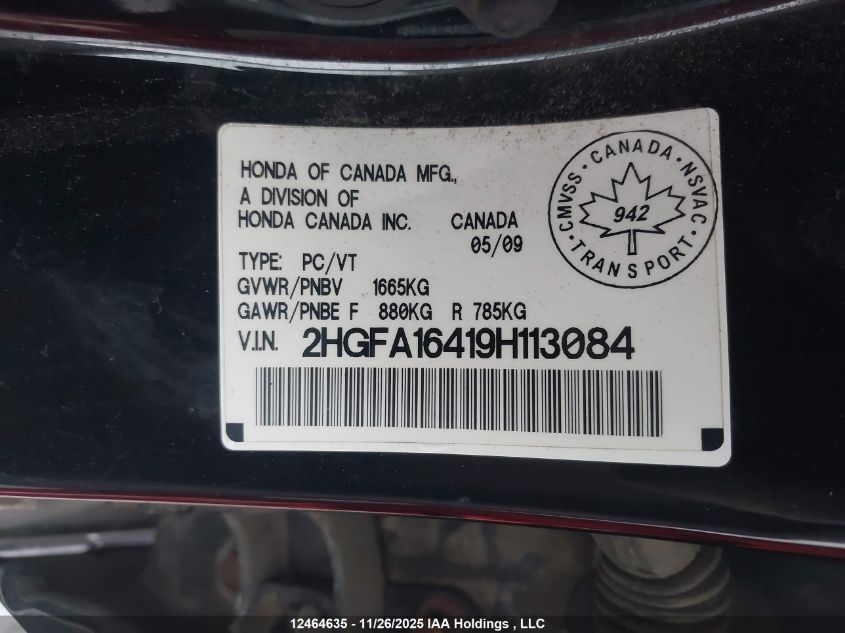 HONDA OF CANADA MFG.,
A DIVISION OF
HONDA CANADA INC. CANADA
05/09
TYPE: PC/VT
GVWR/PNBV 1665KG
GAWR/PNBE F 880KG R 785KG
V.I.N. 2HGFA16419H113084
CMVSS · CANADA · NSVAC · TRANSPORT ·
942
12464635 - 11/26/2025 IAA Holdings , LLC